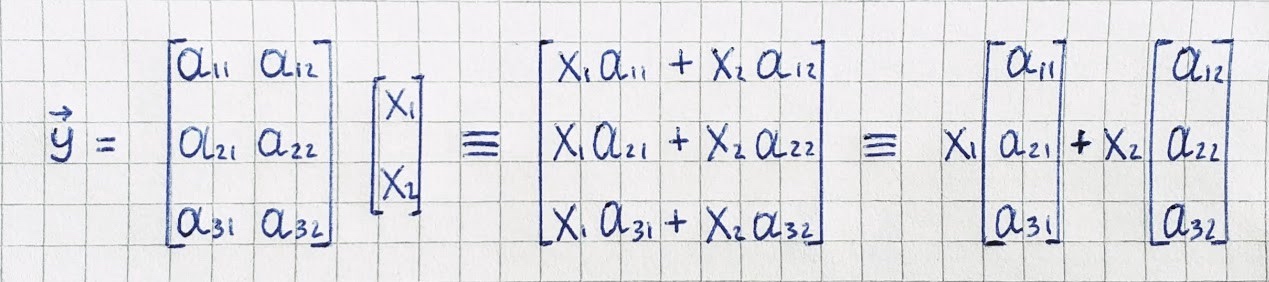 $\vec{y} = \begin{bmatrix} a_{11} & a_{12} \\ a_{21} & a_{22} \\ a_{31} & a_{32} \end{bmatrix} \begin{bmatrix} x_1 \\ x_2 \end{bmatrix} \equiv \begin{bmatrix} x_1 a_{11} + x_2 a_{12} \\ x_1 a_{21} + x_2 a_{22} \\ x_1 a_{31} + x_2 a_{32} \end{bmatrix} \equiv x_1 \begin{bmatrix} a_{11} \\ a_{21} \\ a_{31} \end{bmatrix} + x_2 \begin{bmatrix} a_{12} \\ a_{22} \\ a_{32} \end{bmatrix}$